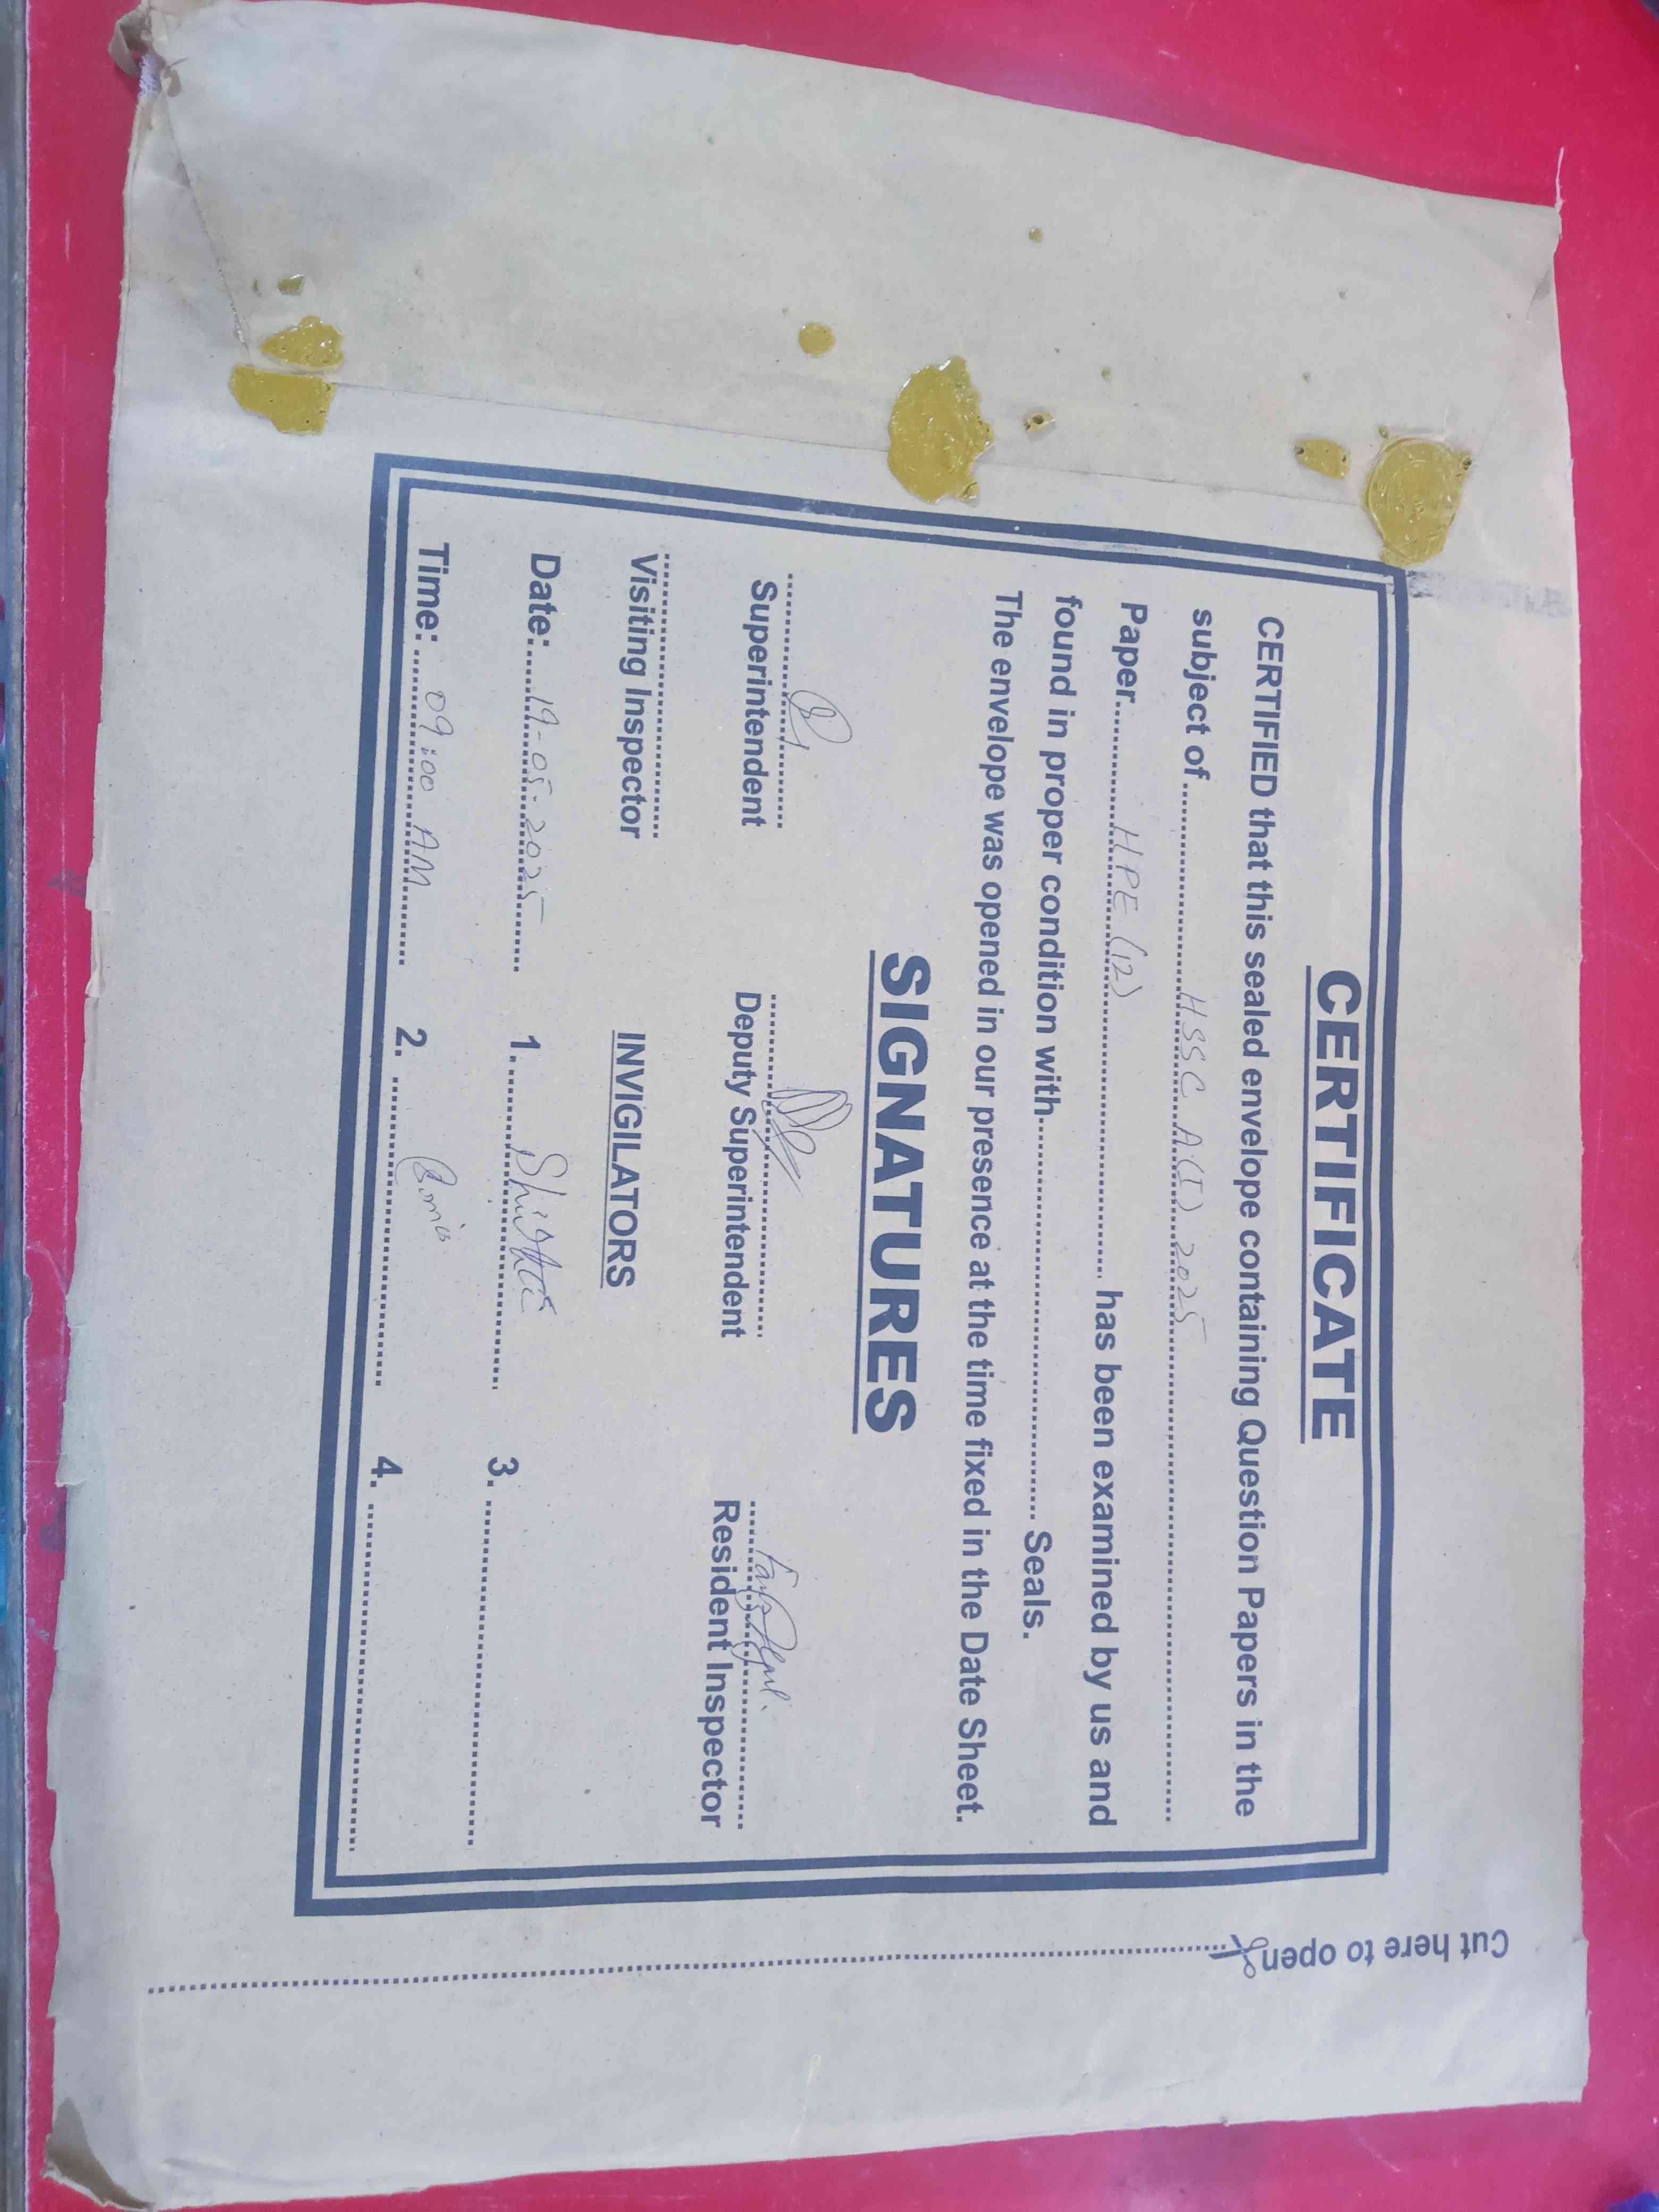 CERTIFICATE
CERTIFIED that this sealed envelope containing Question Papers in the
subject of.......... HSSC A(I) 2025 ..........
Paper.......... HPE (12) .......... has been examined by us and
found in proper condition with.................... Seals.
The envelope was opened in our presence at the time fixed in the Date Sheet.
SIGNATURES
Superintendent Deputy Superintendent Resident Inspector
Visiting Inspector INVIGILATORS
Date:.....19-05-2025..... 1................ 3. ................
Time: .....09:00 AM..... 2. ................ 4. ................
Cut here to open